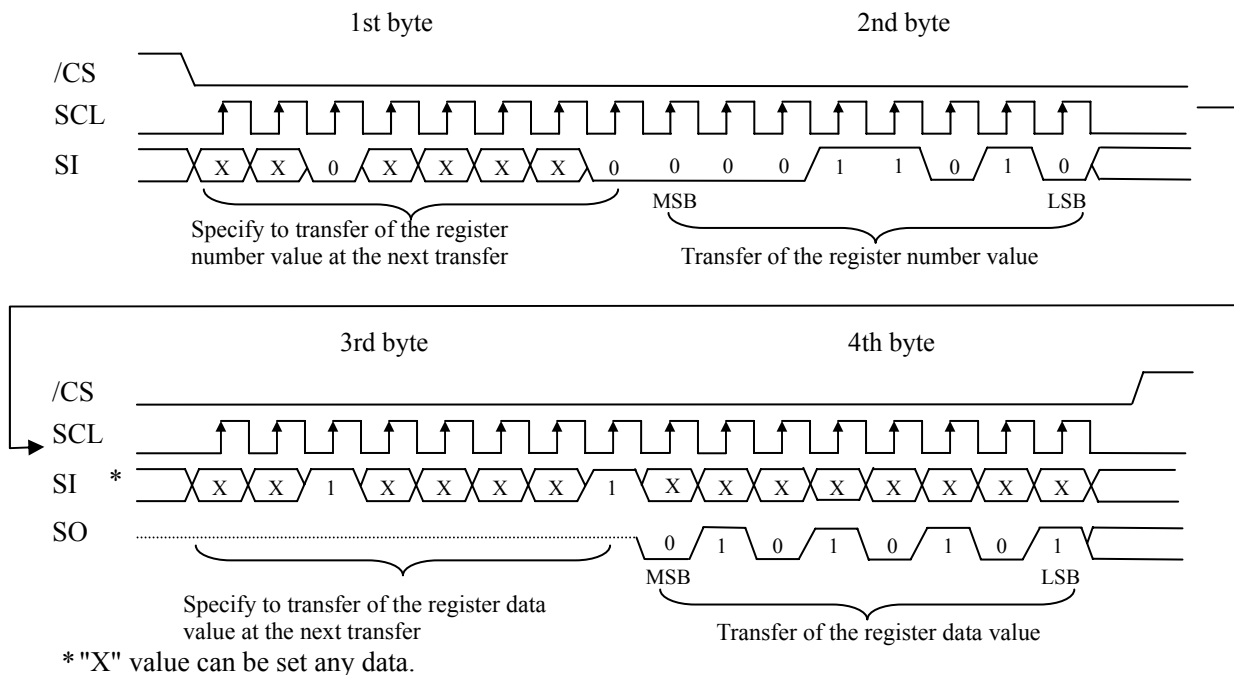 1st byte 2nd byte
/CS
SCL
SI X X 0 X X X X 0 0 0 0 1 1 0 1 0
MSB LSB
Specify to transfer of the register
number value at the next transfer
Transfer of the register number value
3rd byte 4th byte
/CS
SCL
SI * X X 1 X X X X 1 X X X X X X X X
SO 0 1 0 1 0 1 0 1
MSB LSB
Specify to transfer of the register data
value at the next transfer
Transfer of the register data value
* "X" value can be set any data.